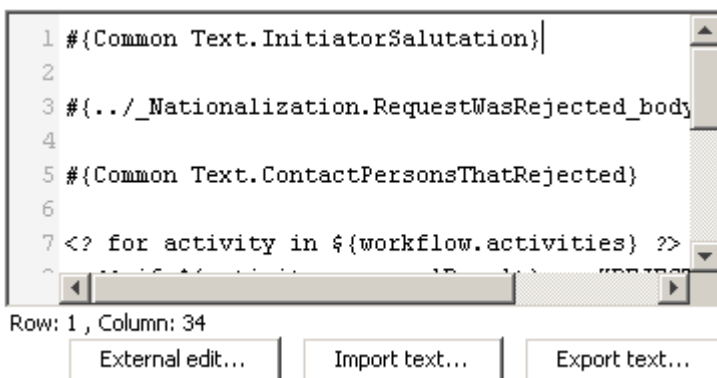 1 #{Common Text.InitiatorSalutation}
2
3 #{../_Nationalization.RequestWasRejected_body
4
5 #{Common Text.ContactPersonsThatRejected}
6
7 <? for activity in ${workflow.activities} ?>
Row: 1 , Column: 34
External edit... Import text... Export text...